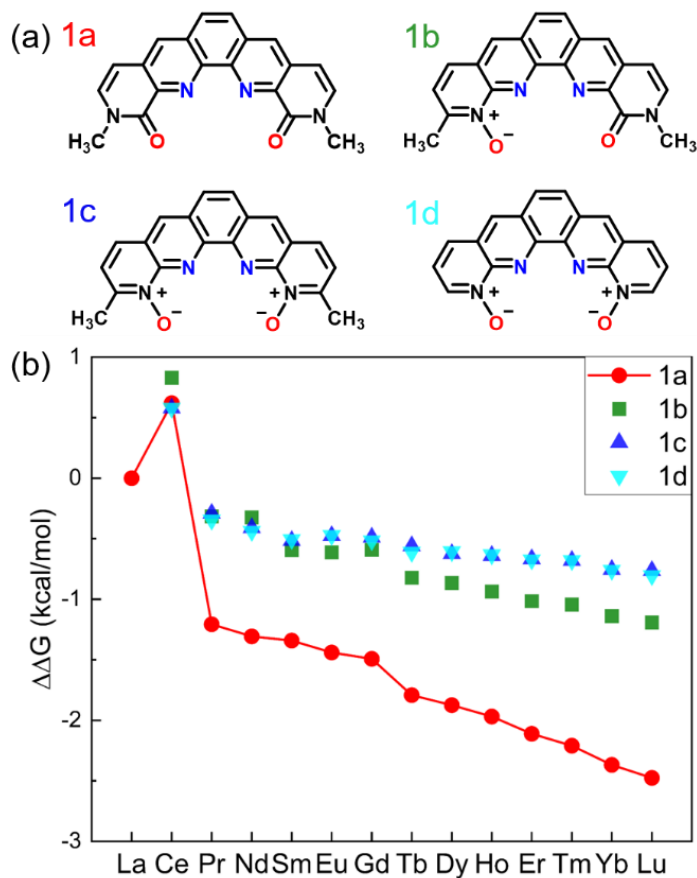 (a) 1a 1b
N N N N
N N N N
CH₃ O O CH₃
H₃C O O CH₃
+
−
1c 1d
N N N N
+ + + +
N N N N
H₃C O − − O CH₃
O − − O
(b)
1a
1b
1c
1d
1
0
-1
-2
-3
ΔΔG (kcal/mol)
La Ce Pr Nd Sm Eu Gd Tb Dy Ho Er Tm Yb Lu